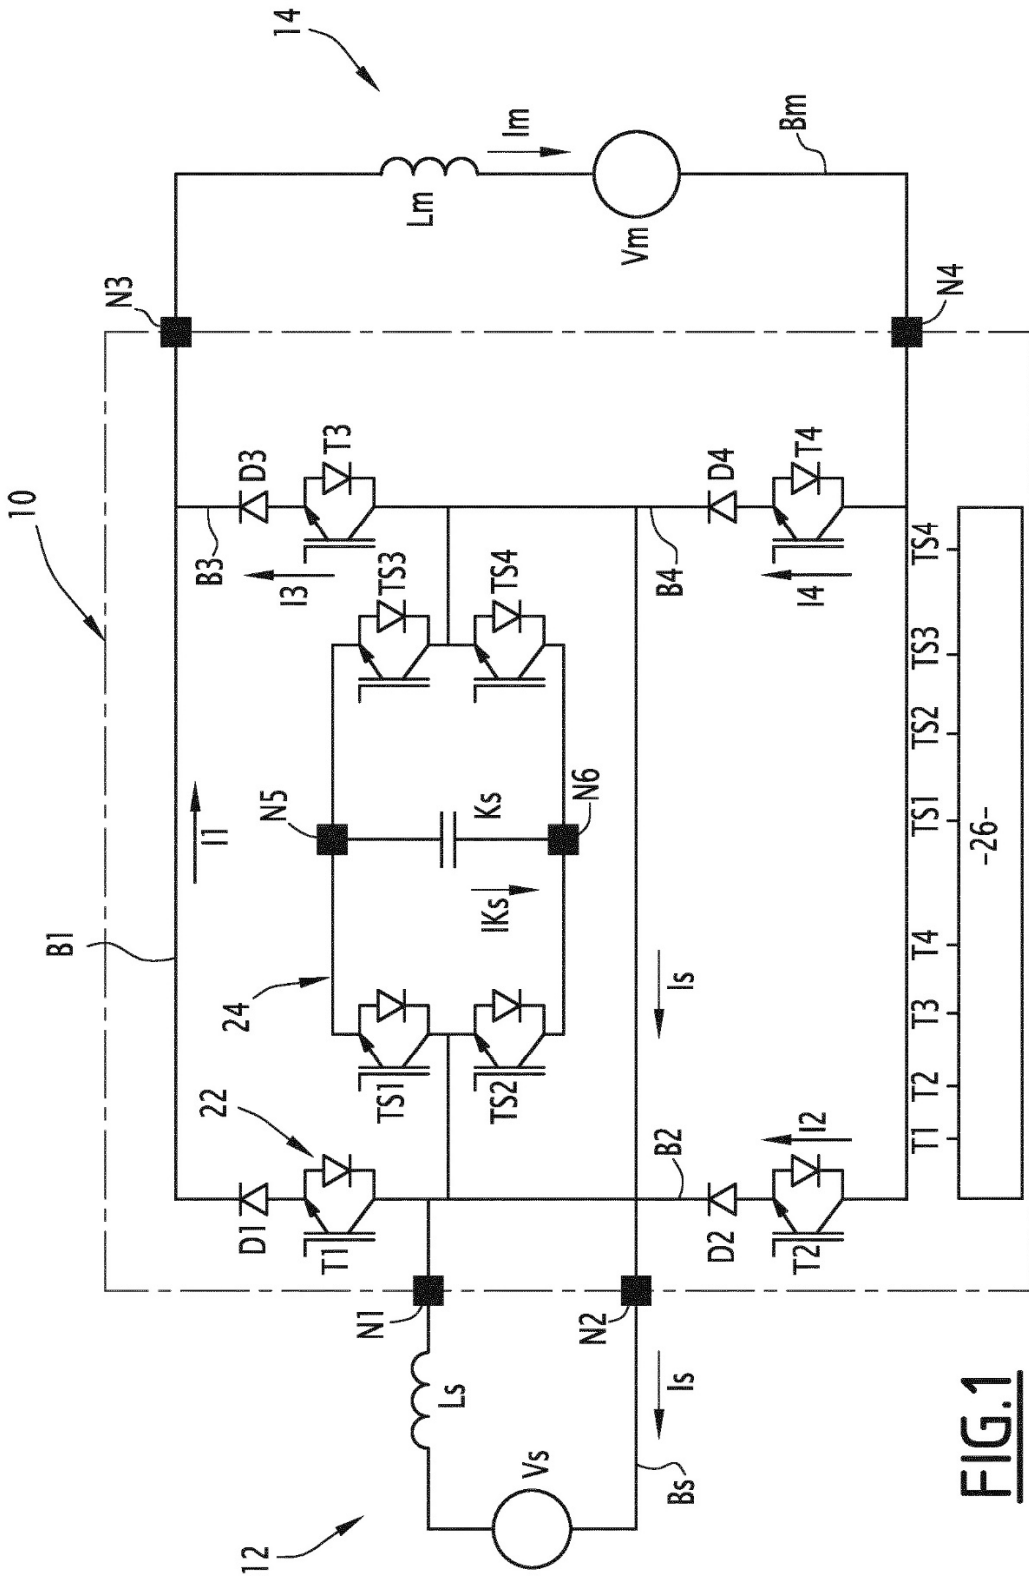 10
14
12
B1
I1
N3
B3
D3
T3
I3
Lm
Im
Vm
Bm
N4
D1
T1
22
24
TS1
TS2
N5
Ks
IKs
N6
TS3
TS4
Is
B4
D4
T4
I4
N1
N2
Ls
Vs
Is
Bs
B2
D2
T2
I2
T1 T2 T3 T4 TS1 TS2 TS3 TS4
-26-
FIG.1